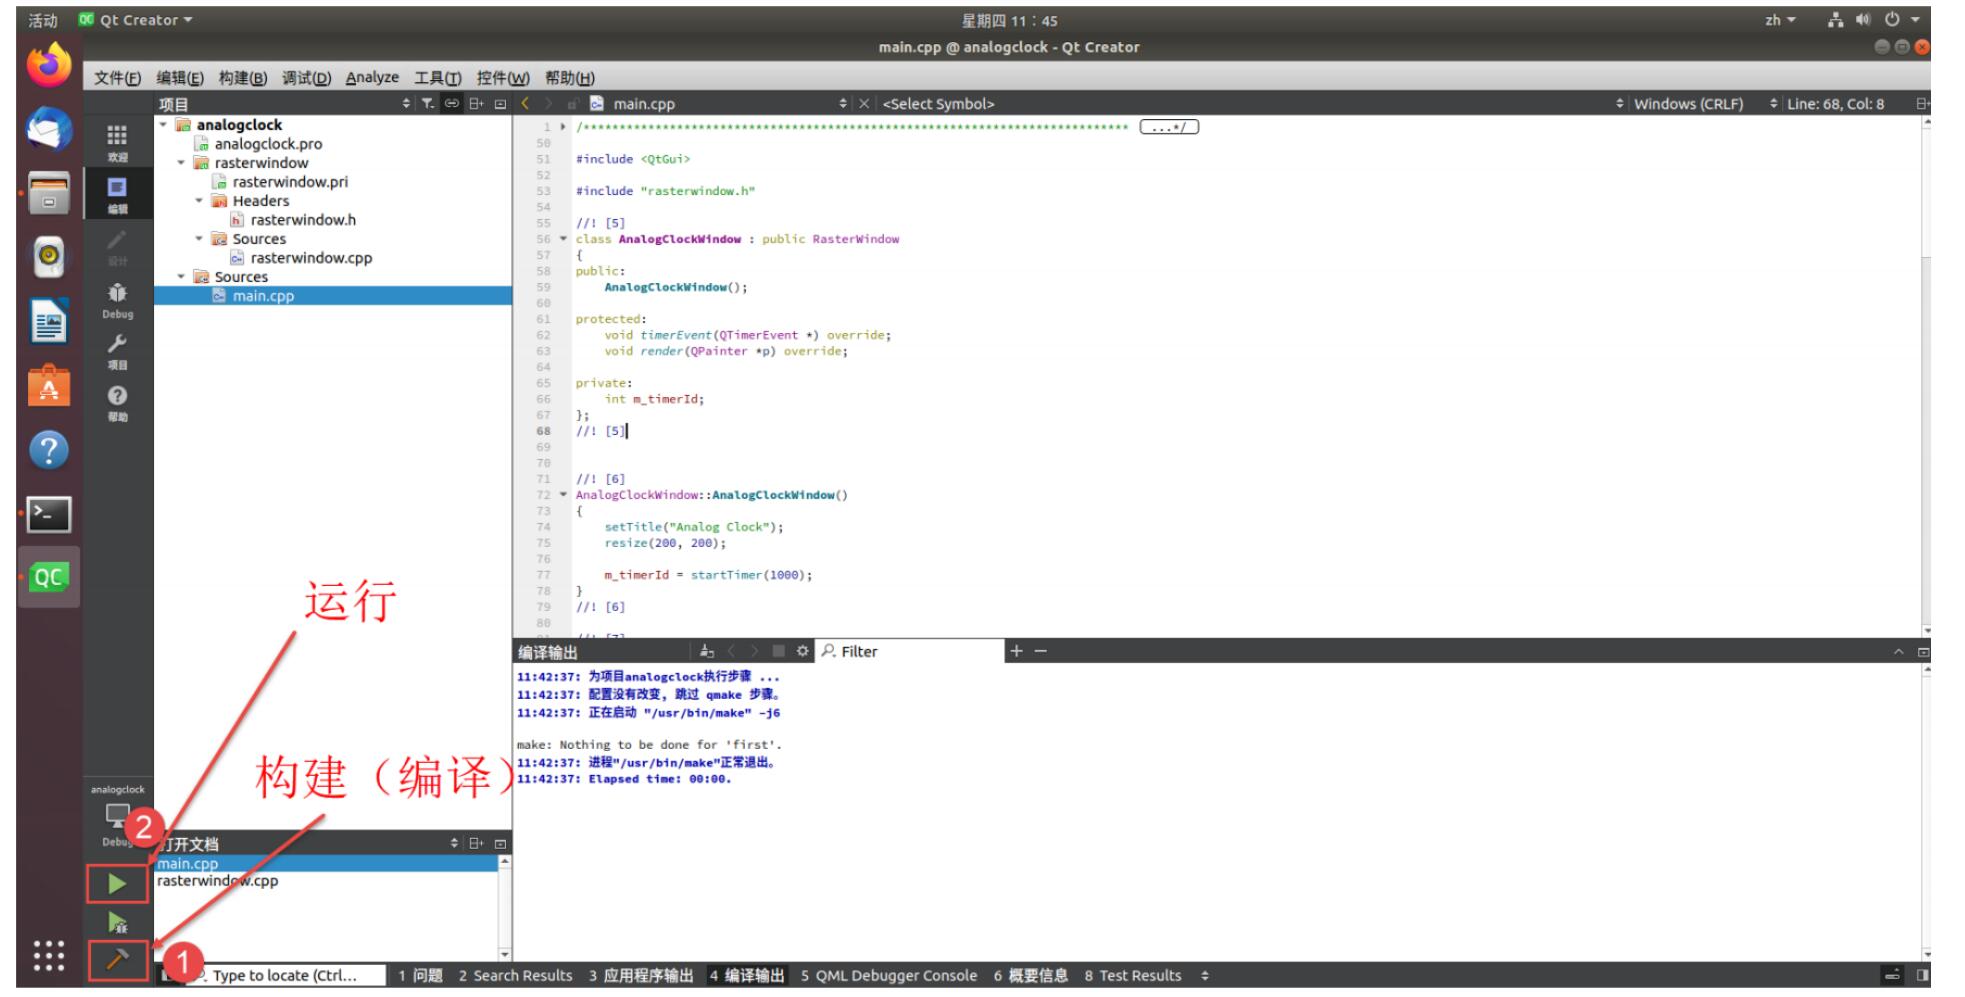 活动 Qt Creator 星期四 11：45 zh
main.cpp @ analogclock - Qt Creator
文件(F) 编辑(E) 构建(B) 调试(D) Analyze 工具(T) 控件(W) 帮助(H)
项目 main.cpp <Select Symbol> Windows (CRLF) Line: 68, Col: 8
欢迎
编辑
设计
Debug
项目
帮助
analogclock
analogclock.pro
rasterwindow
rasterwindow.pri
Headers
rasterwindow.h
Sources
rasterwindow.cpp
Sources
main.cpp
1 /**************************************************************************** ...*/
50
51 #include <QtGui>
52
53 #include "rasterwindow.h"
54
55 //! [5]
56 class AnalogClockWindow : public RasterWindow
57 {
58 public:
59 AnalogClockWindow();
60
61 protected:
62 void timerEvent(QTimerEvent *) override;
63 void render(QPainter *p) override;
64
65 private:
66 int m_timerId;
67 };
68 //! [5]
69
70
71 //! [6]
72 AnalogClockWindow::AnalogClockWindow()
73 {
74 setTitle("Analog Clock");
75 resize(200, 200);
76
77 m_timerId = startTimer(1000);
78 }
79 //! [6]
80
81 //! [7]
运行
构建（编译）
编译输出 Filter
11:42:37: 为项目analogclock执行步骤 ...
11:42:37: 配置没有改变, 跳过 qmake 步骤。
11:42:37: 正在启动 "/usr/bin/make" -j6
make: Nothing to be done for 'first'.
11:42:37: 进程"/usr/bin/make"正常退出。
11:42:37: Elapsed time: 00:00.
analogclock
2
Debug
打开文档
main.cpp
rasterwindow.cpp
QC
1
Type to locate (Ctrl... 1 问题 2 Search Results 3 应用程序输出 4 编译输出 5 QML Debugger Console 6 概要信息 8 Test Results